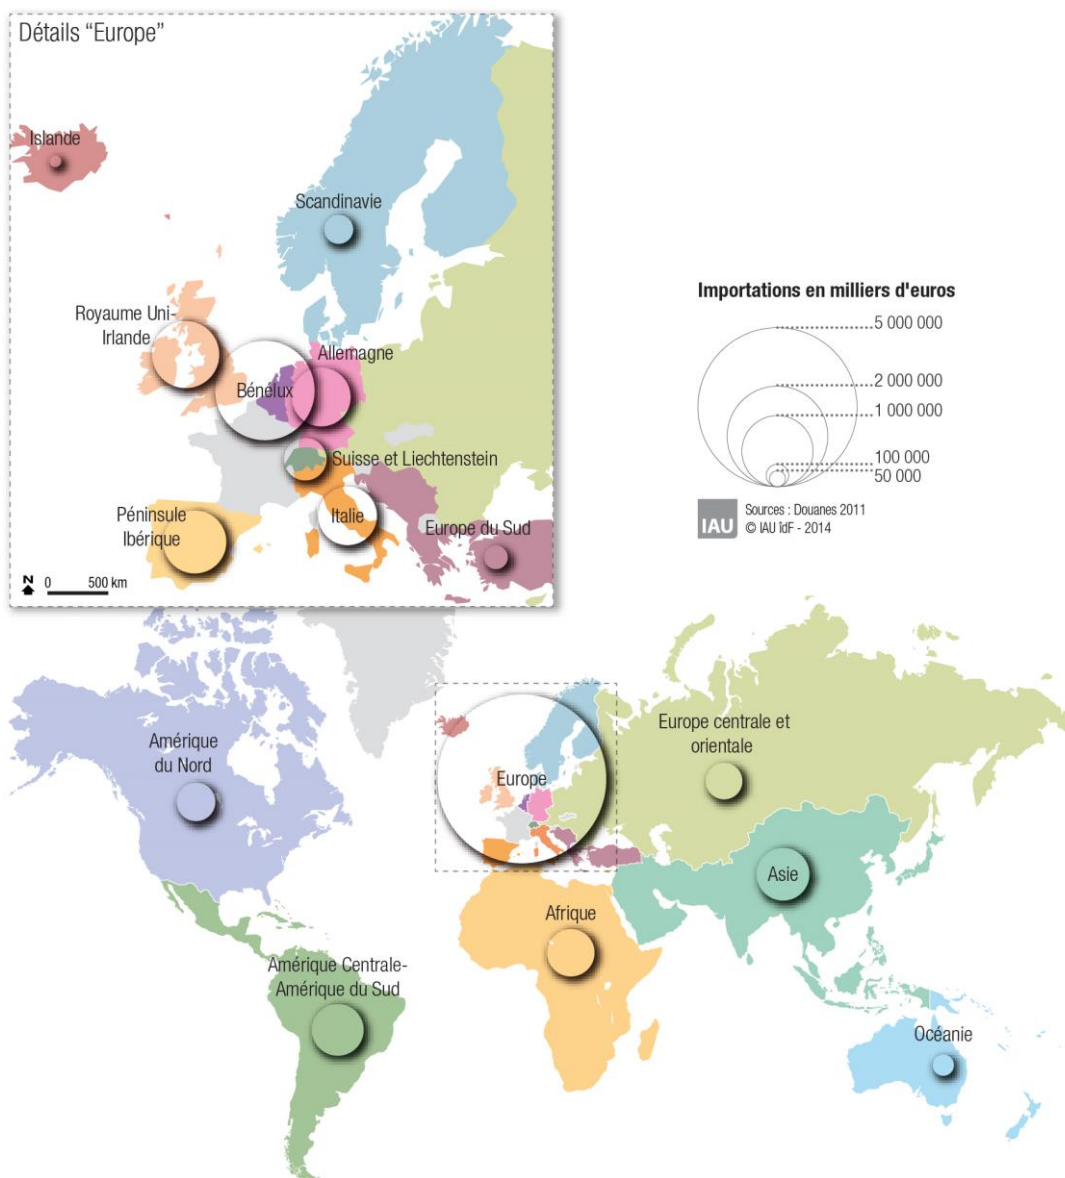 Détails “Europe”
Islande
Scandinavie
Royaume Uni-
Irlande
Allemagne
Bénélux
Suisse et Liechtenstein
Péninsule
Ibérique
Italie
Europe du Sud
N
0 500 km
Importations en milliers d'euros
5 000 000
2 000 000
1 000 000
100 000
50 000
IAU
Sources : Douanes 2011
© IAU îdF - 2014
Amérique
du Nord
Europe
Europe centrale et
orientale
Asie
Afrique
Amérique Centrale-
Amérique du Sud
Océanie